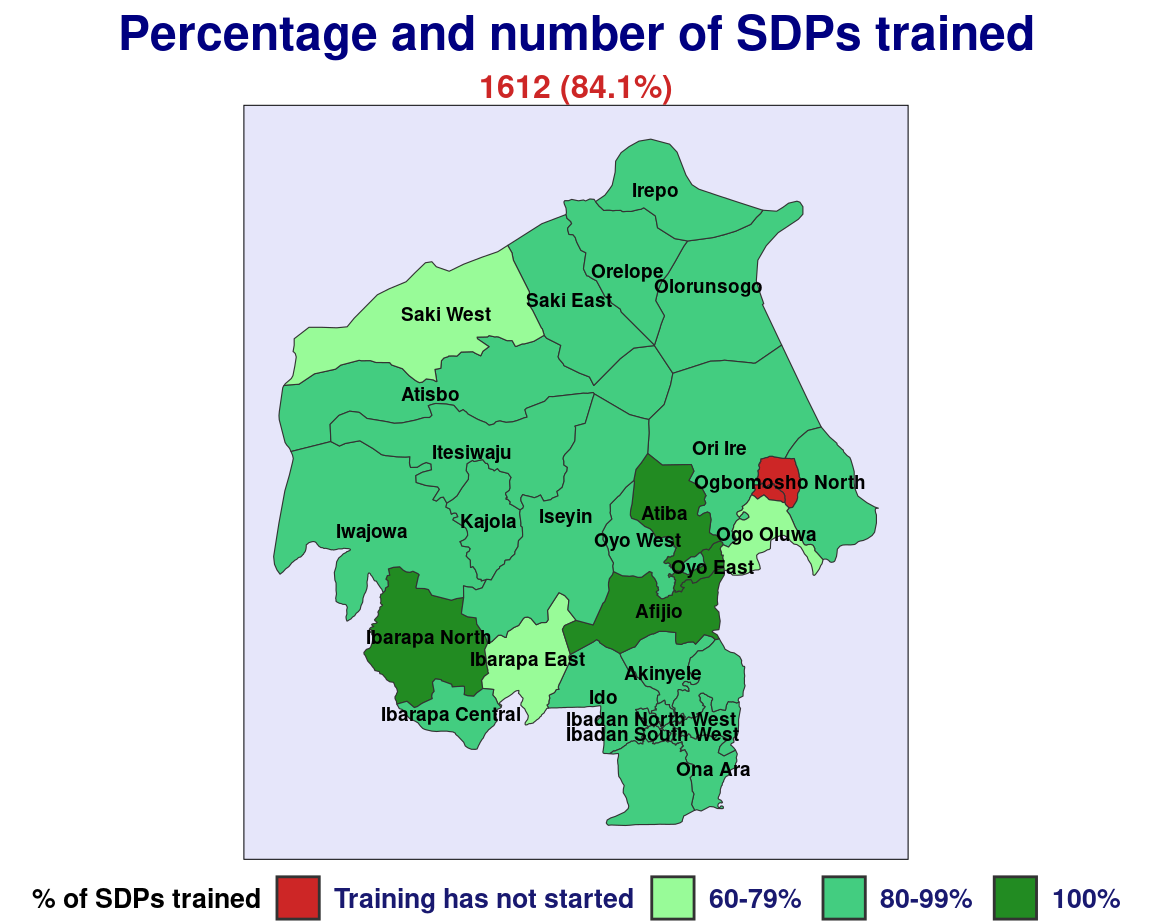 Percentage and number of SDPs trained
1612 (84.1%)
Irepo
Orelope
Olorunsogo
Saki East
Saki West
Atisbo
Ori Ire
Itesiwaju
Ogbomosho North
Atiba
Iseyin
Kajola
Iwajowa
Ogo Oluwa
Oyo West
Oyo East
Afijio
Ibarapa North
Ibarapa East
Akinyele
Ido
Ibarapa Central
Ibadan North West
Ibadan South West
Ona Ara
% of SDPs trained Training has not started 60-79% 80-99% 100%